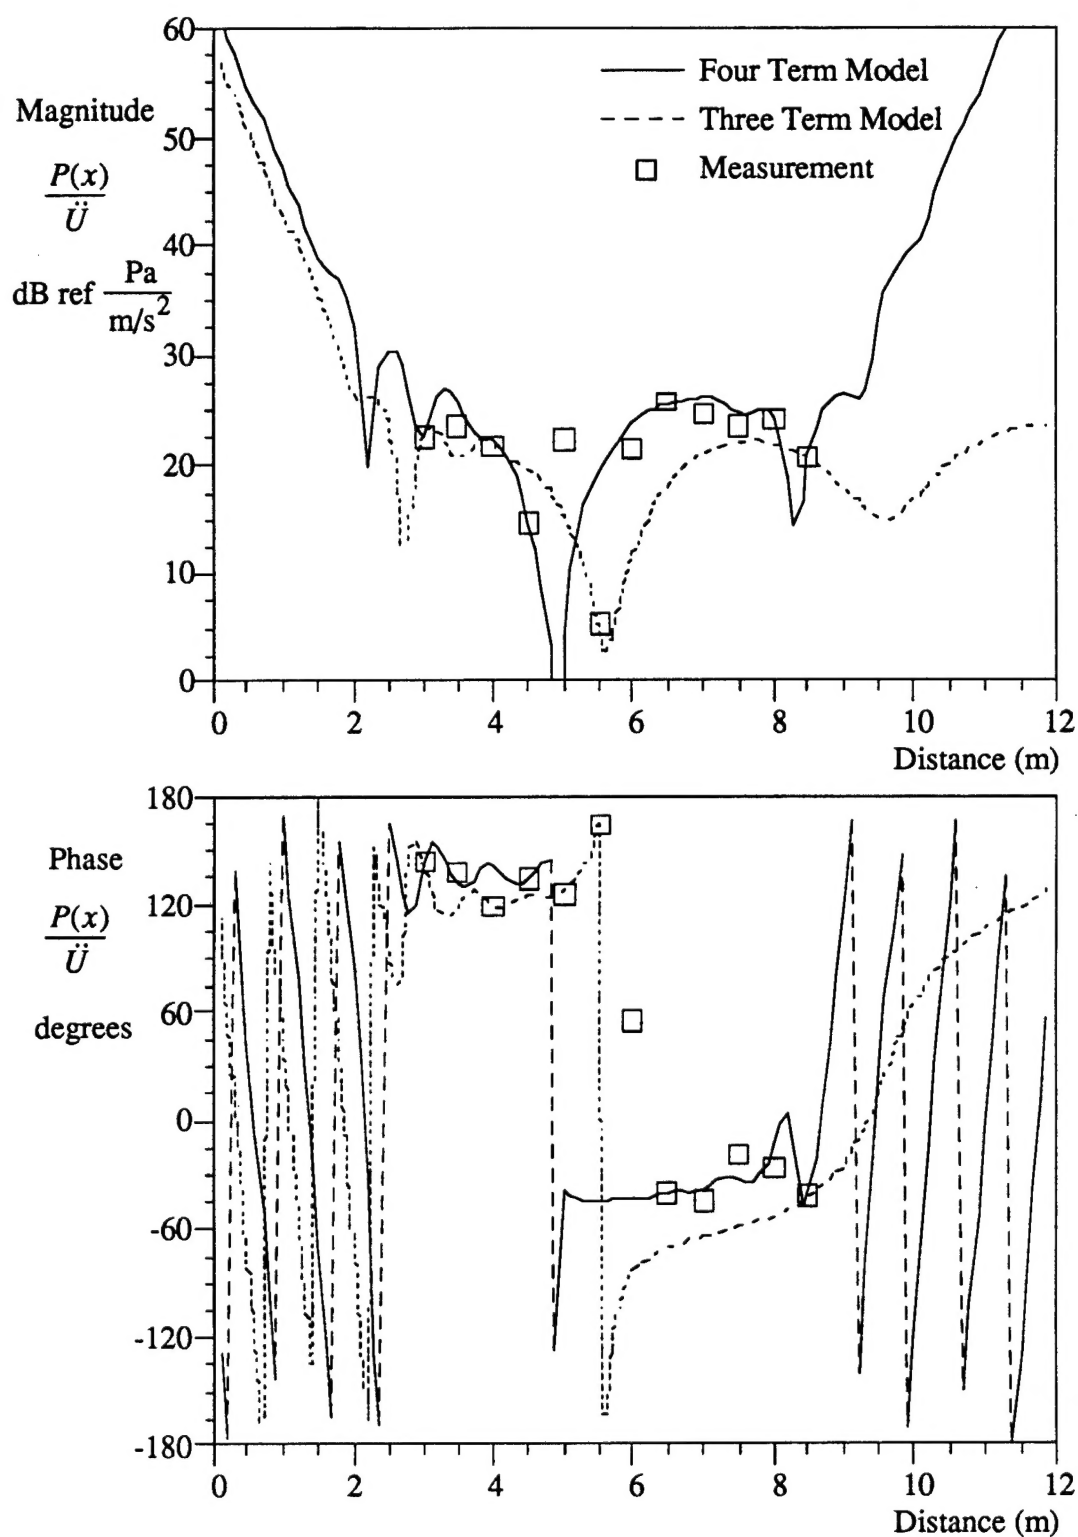 60
50
40
30
20
10
0
Magnitude
P(x)
Ü
dB ref Pa
m/s2
Four Term Model
Three Term Model
Measurement
0 2 4 6 8 10 12
Distance (m)
180
120
60
0
-60
-120
-180
Phase
P(x)
Ü
degrees
0 2 4 6 8 10 12
Distance (m)